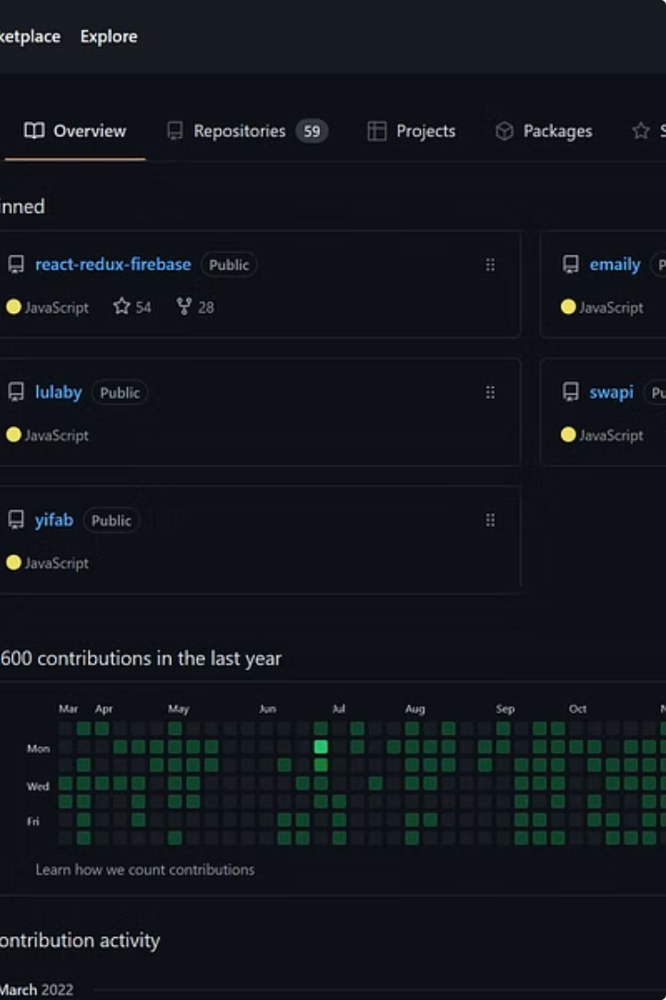 ketplace Explore
Overview Repositories 59 Projects Packages S
inned
react-redux-firebase Public
JavaScript 54 28
emaily P
JavaScript
lulaby Public
JavaScript
swapi Pu
JavaScript
yifab Public
JavaScript
600 contributions in the last year
Mar Apr May Jun Jul Aug Sep Oct N
Mon
Wed
Fri
Learn how we count contributions
ontribution activity
March 2022